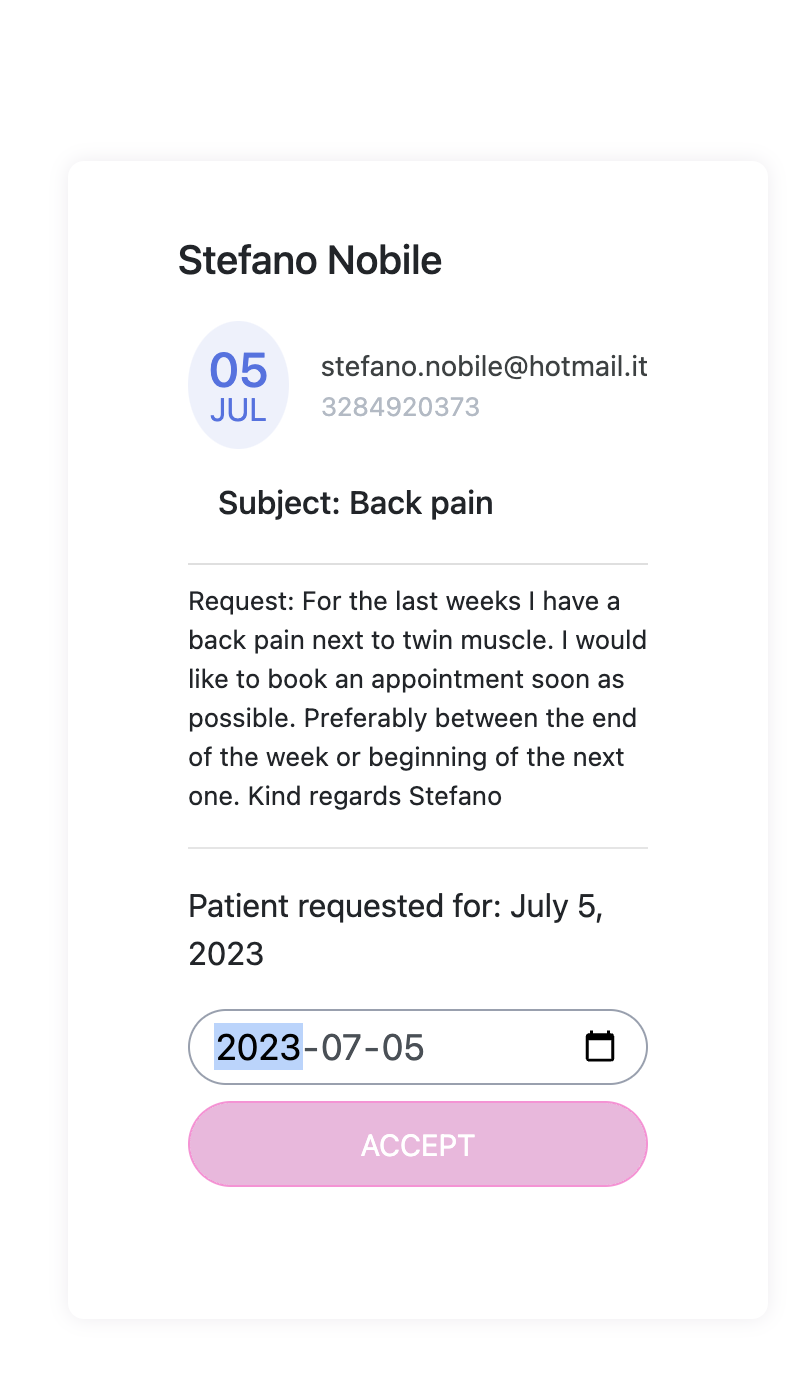 Stefano Nobile
05
JUL
stefano.nobile@hotmail.it
3284920373
Subject: Back pain
Request: For the last weeks I have a
back pain next to twin muscle. I would
like to book an appointment soon as
possible. Preferably between the end
of the week or beginning of the next
one. Kind regards Stefano
Patient requested for: July 5,
2023
2023-07-05
ACCEPT